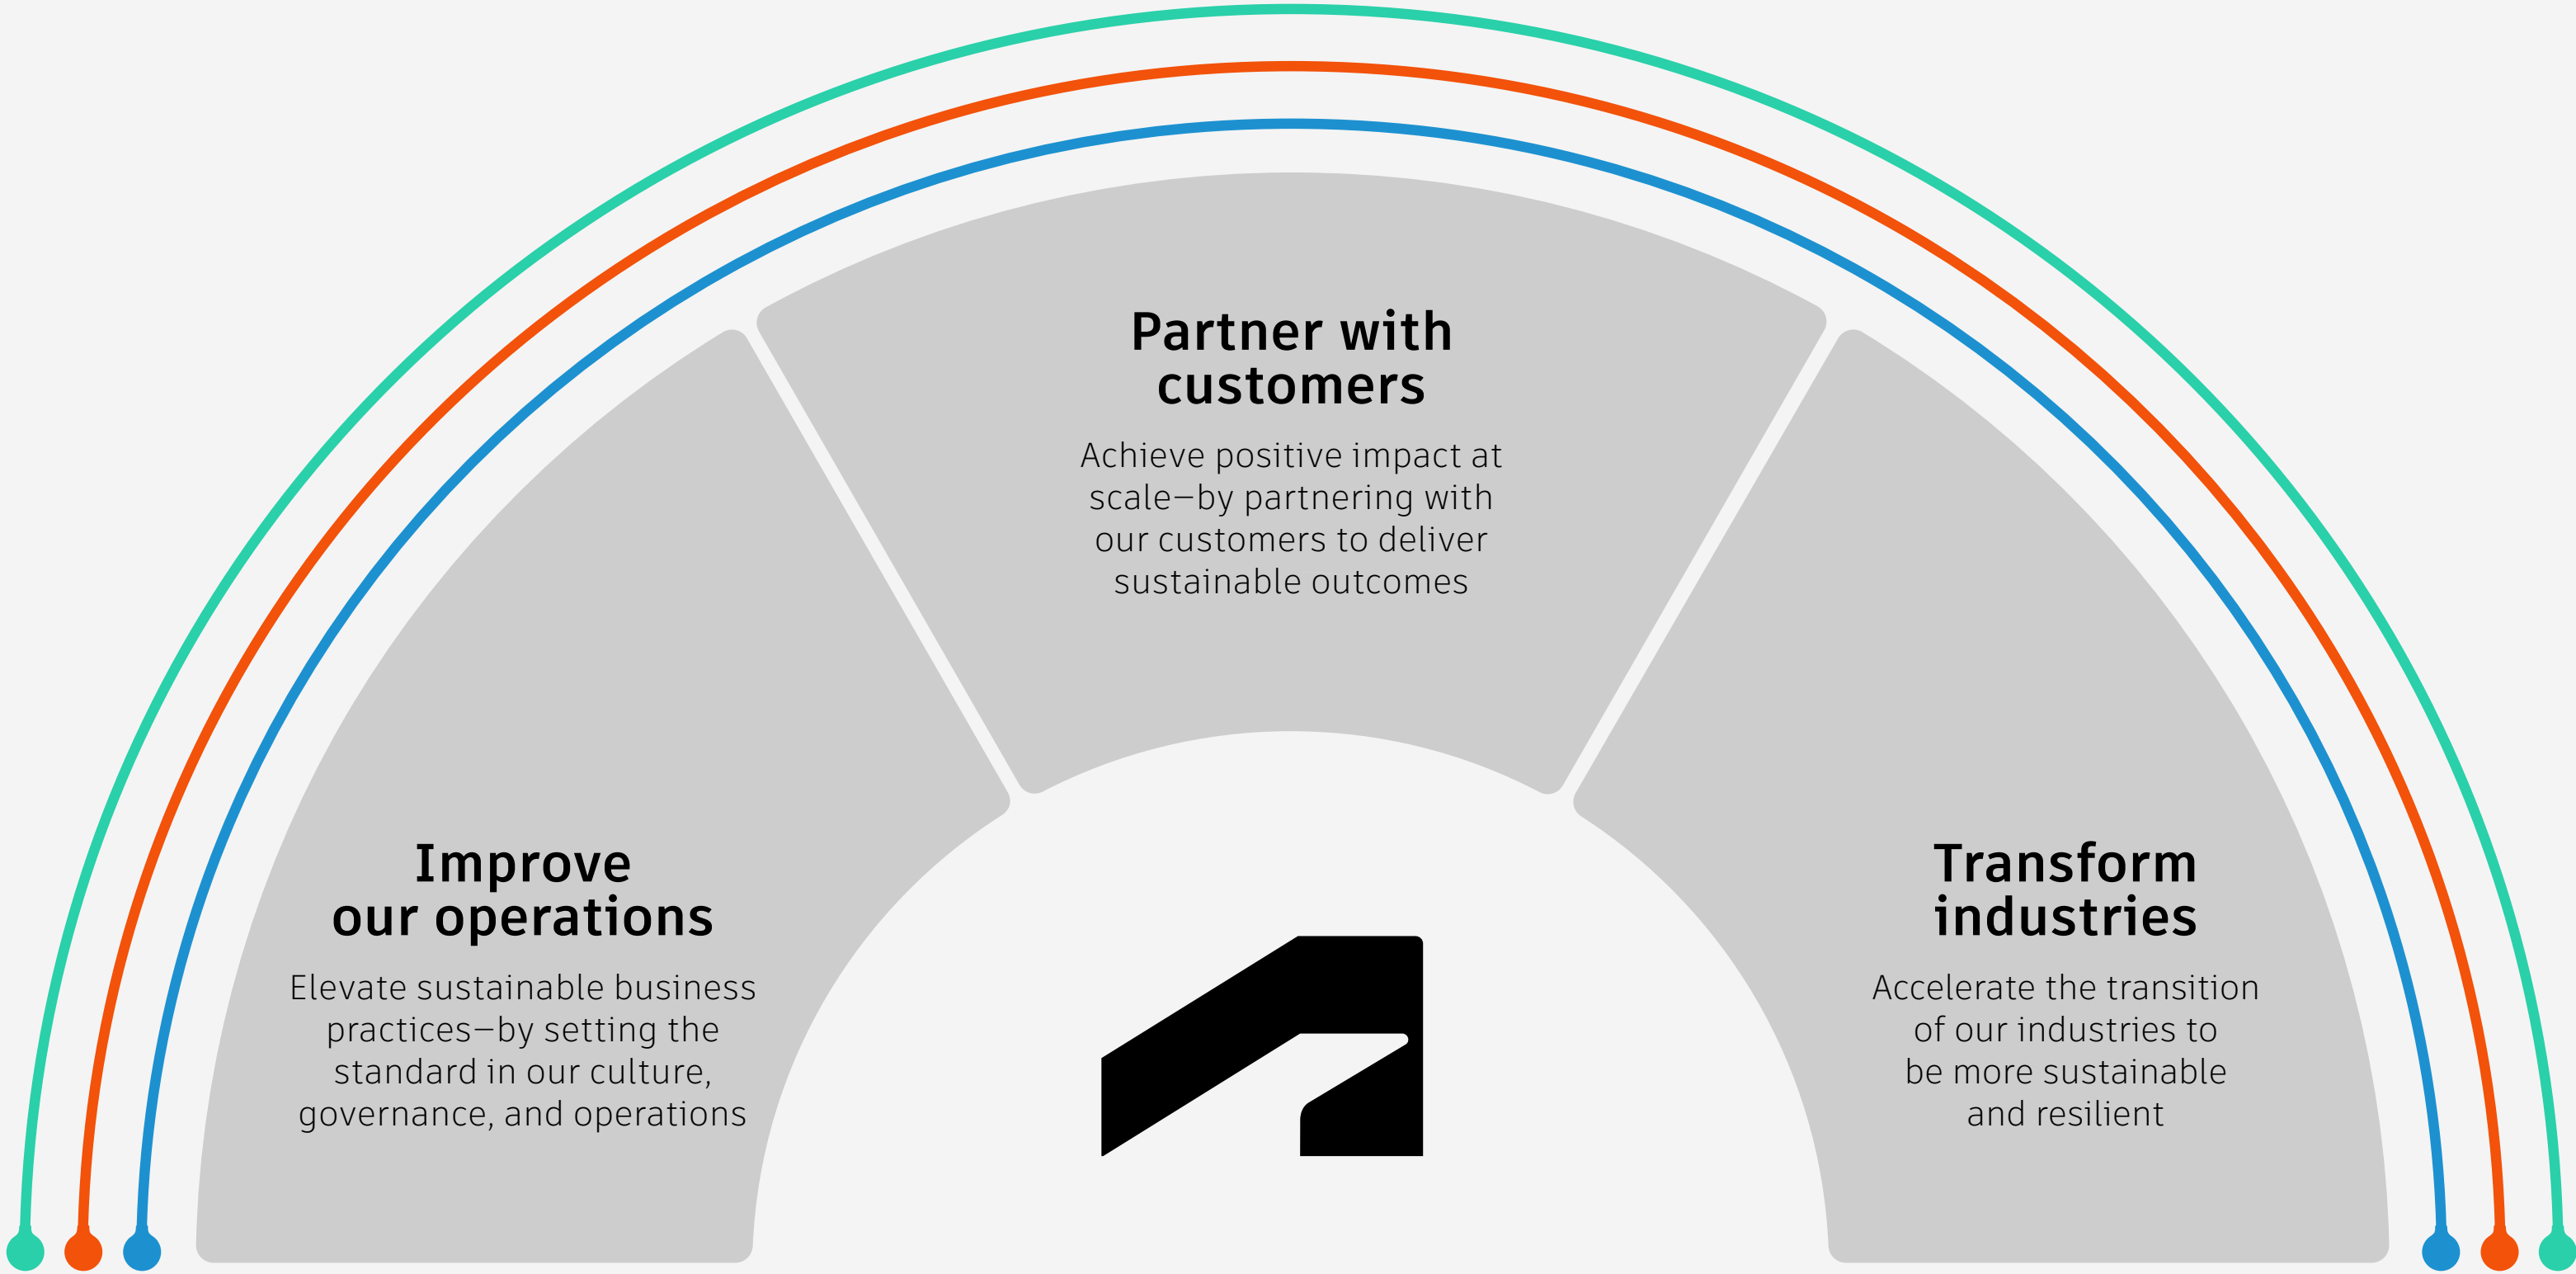 Partner with
customers
Achieve positive impact at
scale—by partnering with
our customers to deliver
sustainable outcomes
Improve
our operations
Elevate sustainable business
practices—by setting the
standard in our culture,
governance, and operations
Transform
industries
Accelerate the transition
of our industries to
be more sustainable
and resilient